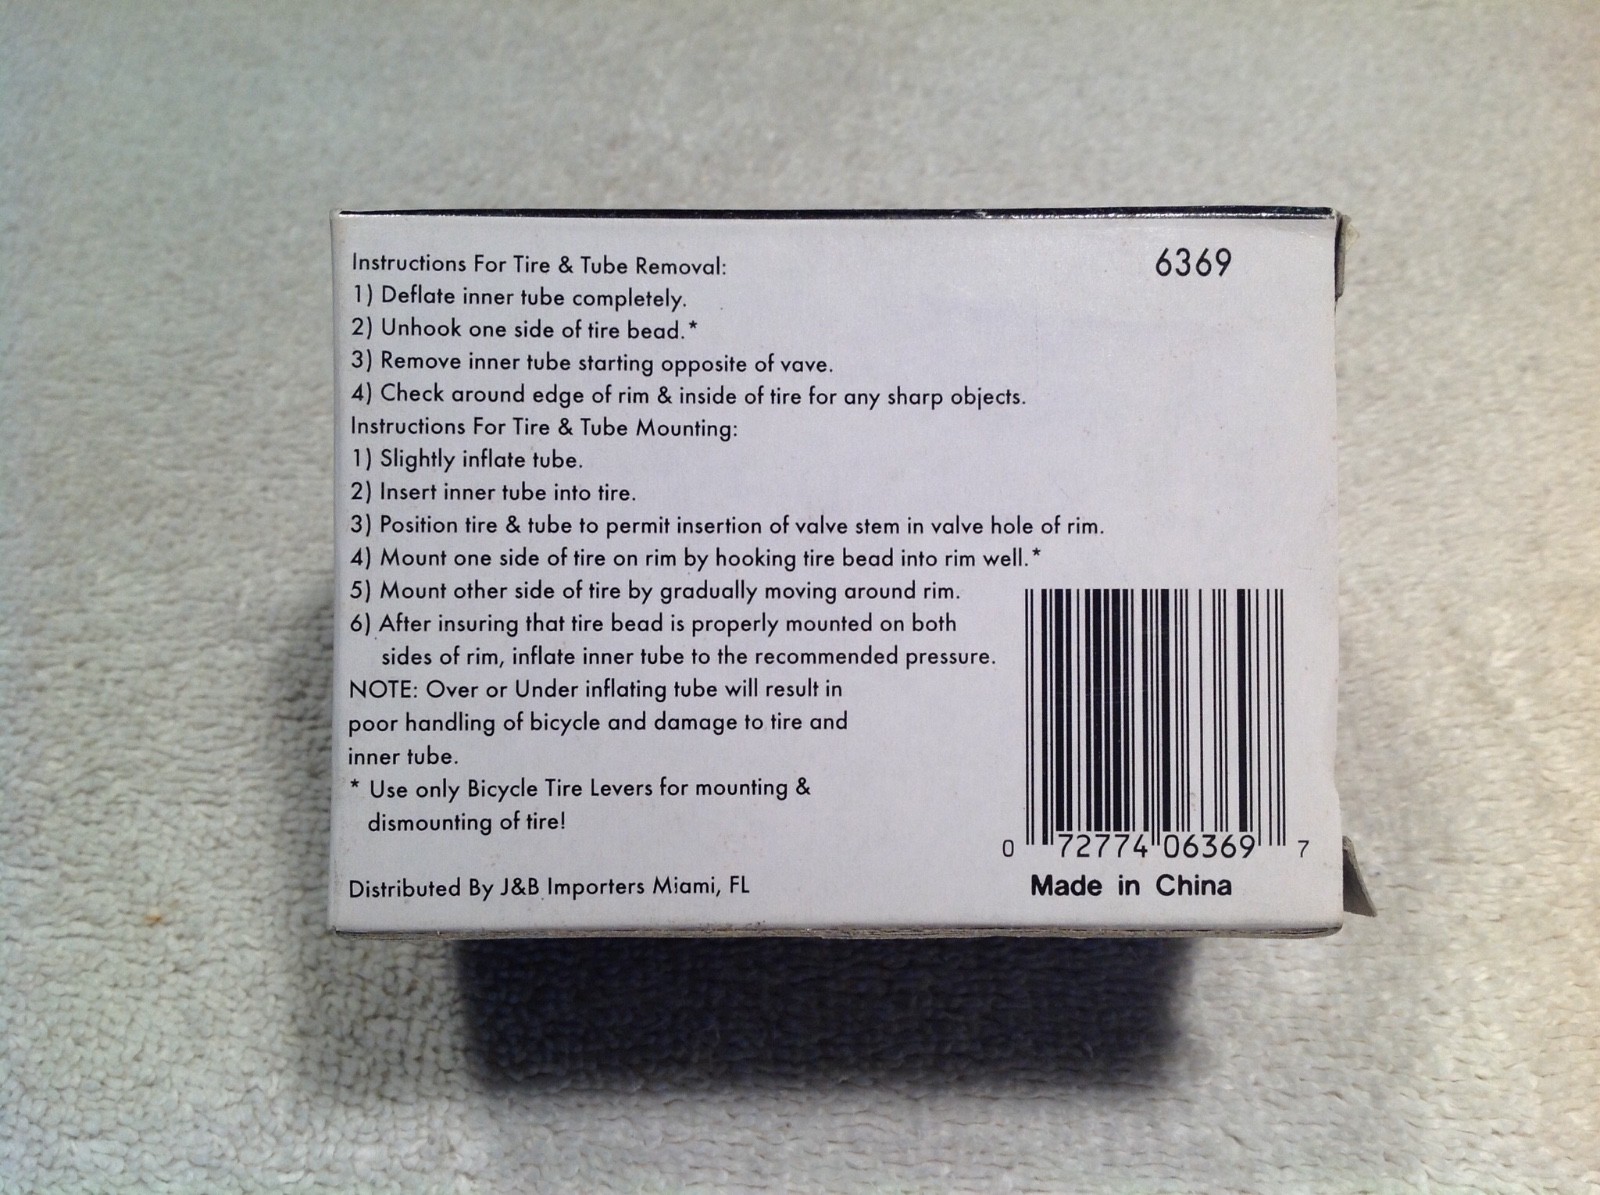 Instructions For Tire & Tube Removal:
6369
1) Deflate inner tube completely.
2) Unhook one side of tire bead.*
3) Remove inner tube starting opposite of vave.
4) Check around edge of rim & inside of tire for any sharp objects.
Instructions For Tire & Tube Mounting:
1) Slightly inflate tube.
2) Insert inner tube into tire.
3) Position tire & tube to permit insertion of valve stem in valve hole of rim.
4) Mount one side of tire on rim by hooking tire bead into rim well.*
5) Mount other side of tire by gradually moving around rim.
6) After insuring that tire bead is properly mounted on both
sides of rim, inflate inner tube to the recommended pressure.
NOTE: Over or Under inflating tube will result in
poor handling of bicycle and damage to tire and
inner tube.
* Use only Bicycle Tire Levers for mounting &
dismounting of tire!
0 72774 06369 7
Distributed By J&B Importers Miami, FL
Made in China